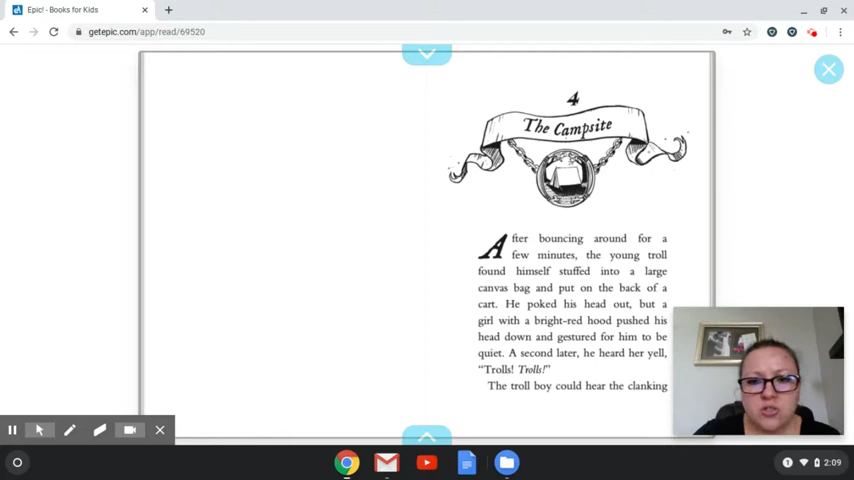 Epic! - Books for Kids
getepic.com/app/read/69520
4
The Campsite
After bouncing around for a
few minutes, the young troll
found himself stuffed into a large
canvas bag and put on the back of a
cart. He poked his head out, but a
girl with a bright-red hood pushed his
head down and gestured for him to be
quiet. A second later, he heard her yell,
“Trolls! Trolls!”
The troll boy could hear the clanking
1
2:09